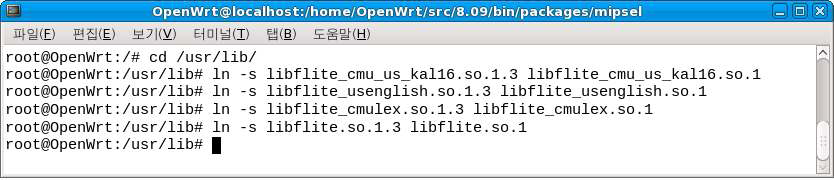 OpenWrt@localhost:/home/OpenWrt/src/8.09/bin/packages/mipsel
파일(F) 편집(E) 보기(V) 터미널(T) 탭(B) 도움말(H)
root@OpenWrt:/# cd /usr/lib/
root@OpenWrt:/usr/lib# ln -s libflite_cmu_us_kal16.so.1.3 libflite_cmu_us_kal16.so.1
root@OpenWrt:/usr/lib# ln -s libflite_usenglish.so.1.3 libflite_usenglish.so.1
root@OpenWrt:/usr/lib# ln -s libflite_cmulex.so.1.3 libflite_cmulex.so.1
root@OpenWrt:/usr/lib# ln -s libflite.so.1.3 libflite.so.1
root@OpenWrt:/usr/lib#